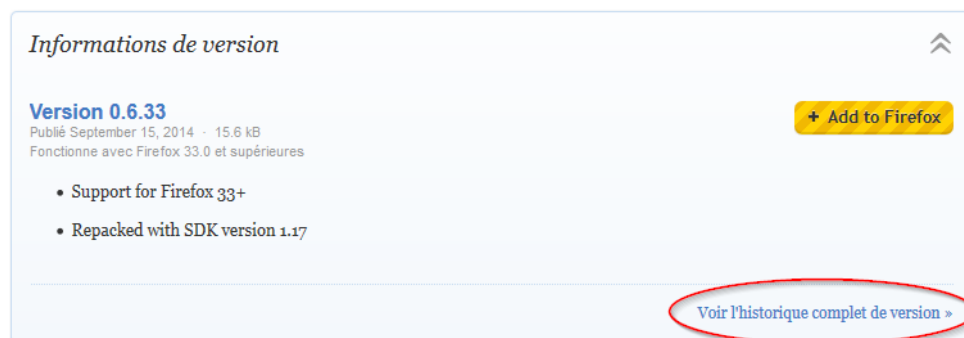 Informations de version
Version 0.6.33
+ Add to Firefox
Publié September 15, 2014 · 15.6 kB
Fonctionne avec Firefox 33.0 et supérieures
• Support for Firefox 33+
• Repacked with SDK version 1.17
Voir l'historique complet de version »